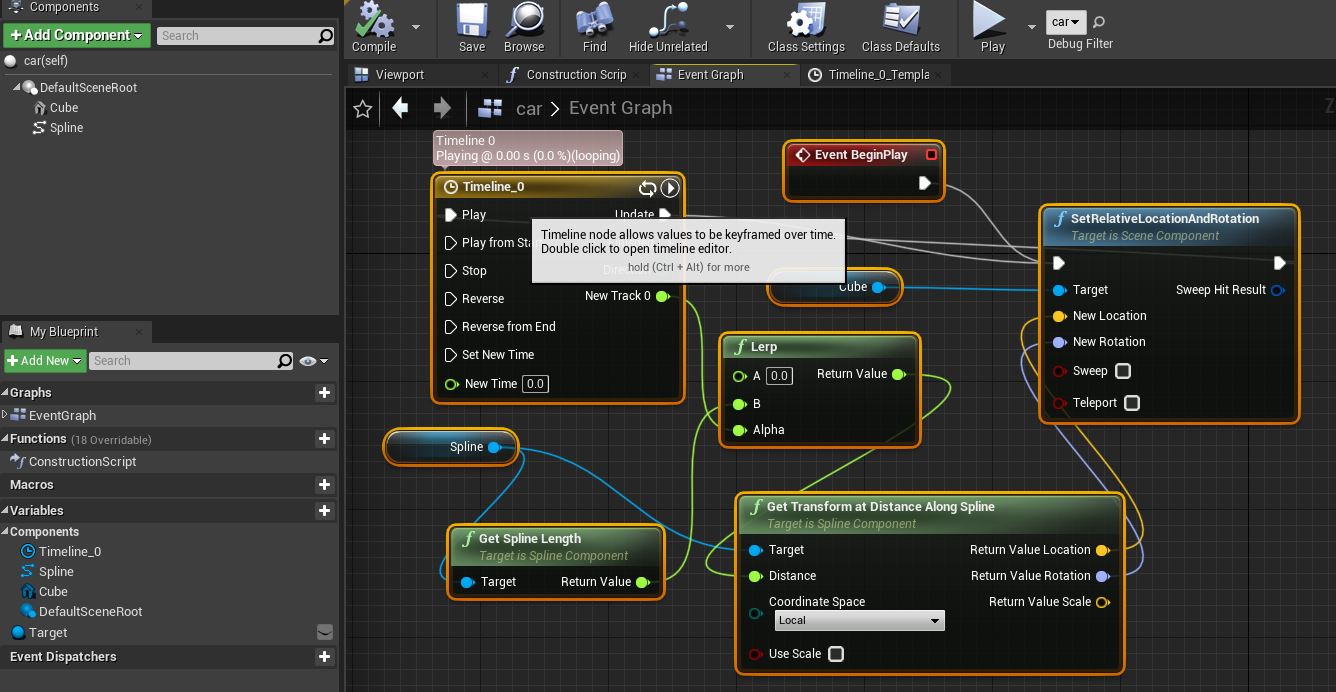 Components
+ Add Component
Search
car(self)
DefaultSceneRoot
Cube
Spline
My Blueprint
+ Add New
Search
Graphs
EventGraph
Functions (18 Overridable)
ConstructionScript
Macros
Variables
Components
Timeline_0
Spline
Cube
DefaultSceneRoot
Target
Event Dispatchers
Compile
Save
Browse
Find
Hide Unrelated
Class Settings
Class Defaults
Play
car
Debug Filter
Viewport
Construction Scrip
Event Graph
Timeline_0_Templa
car > Event Graph
Z
Timeline 0
Playing @ 0.00 s (0.0 %)(looping)
Timeline_0
Play
Update
Play from Sta
Stop
Direc
Reverse
New Track 0
Reverse from End
Set New Time
New Time 0.0
Timeline node allows values to be keyframed over time.
Double click to open timeline editor.
hold (Ctrl + Alt) for more
Event BeginPlay
Cube
SetRelativeLocationAndRotation
Target is Scene Component
Target
Sweep Hit Result
New Location
New Rotation
Sweep
Teleport
Lerp
A 0.0
Return Value
B
Alpha
Spline
Get Spline Length
Target is Spline Component
Target
Return Value
Get Transform at Distance Along Spline
Target is Spline Component
Target
Return Value Location
Distance
Return Value Rotation
Coordinate Space
Local
Return Value Scale
Use Scale